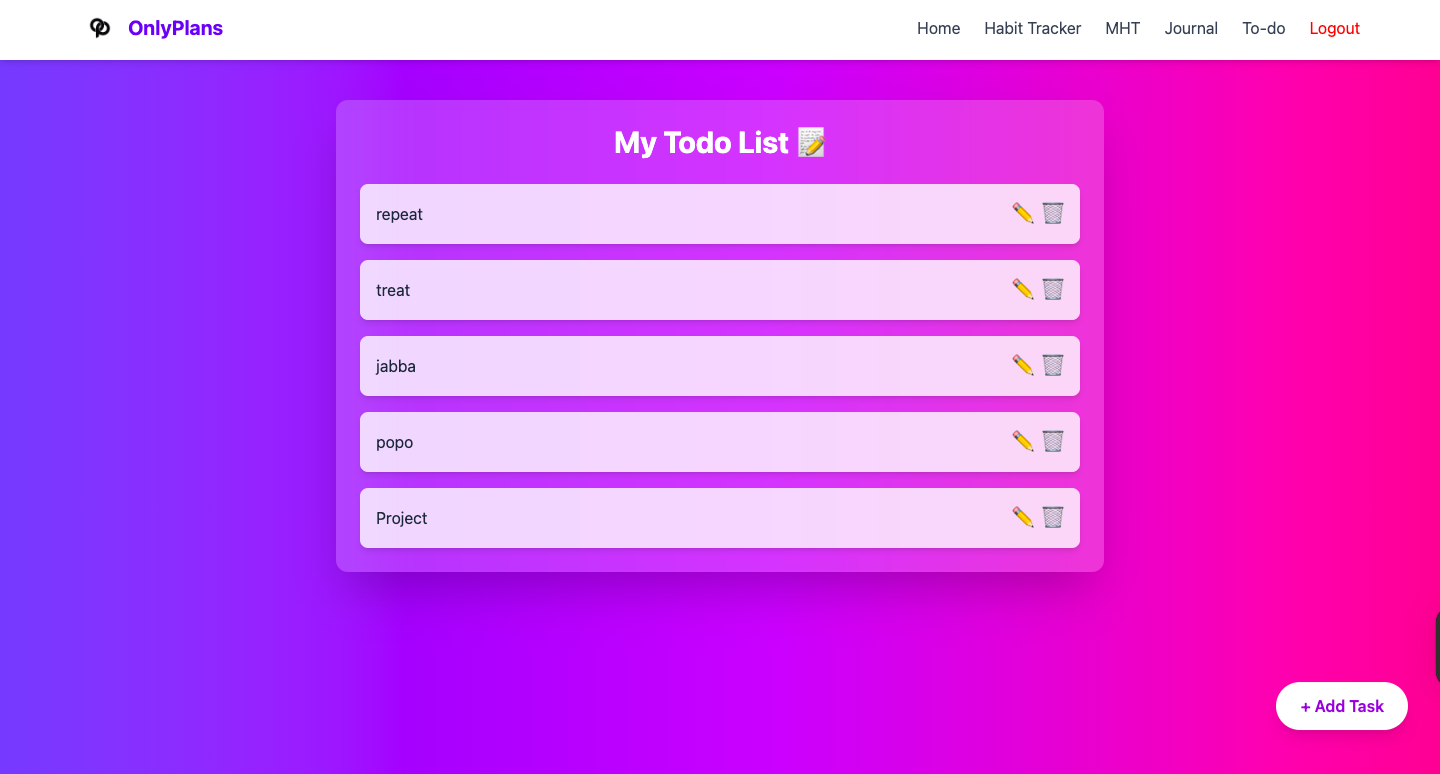 OnlyPlans Home Habit Tracker MHT Journal To-do Logout
My Todo List 📝
repeat
treat
jabba
popo
Project
+ Add Task